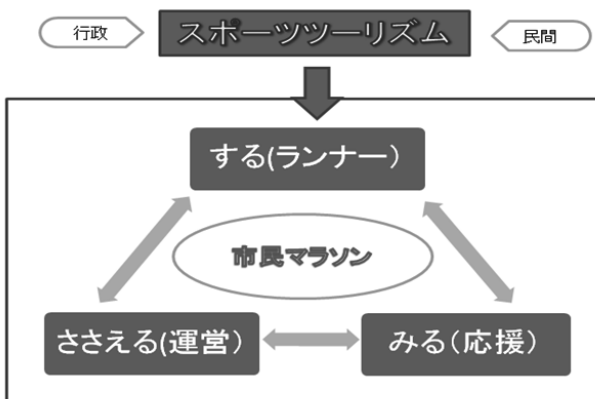 行政
スポーツツーリズム
民間
する(ランナー）
市民マラソン
ささえる(運営）
みる（応援）